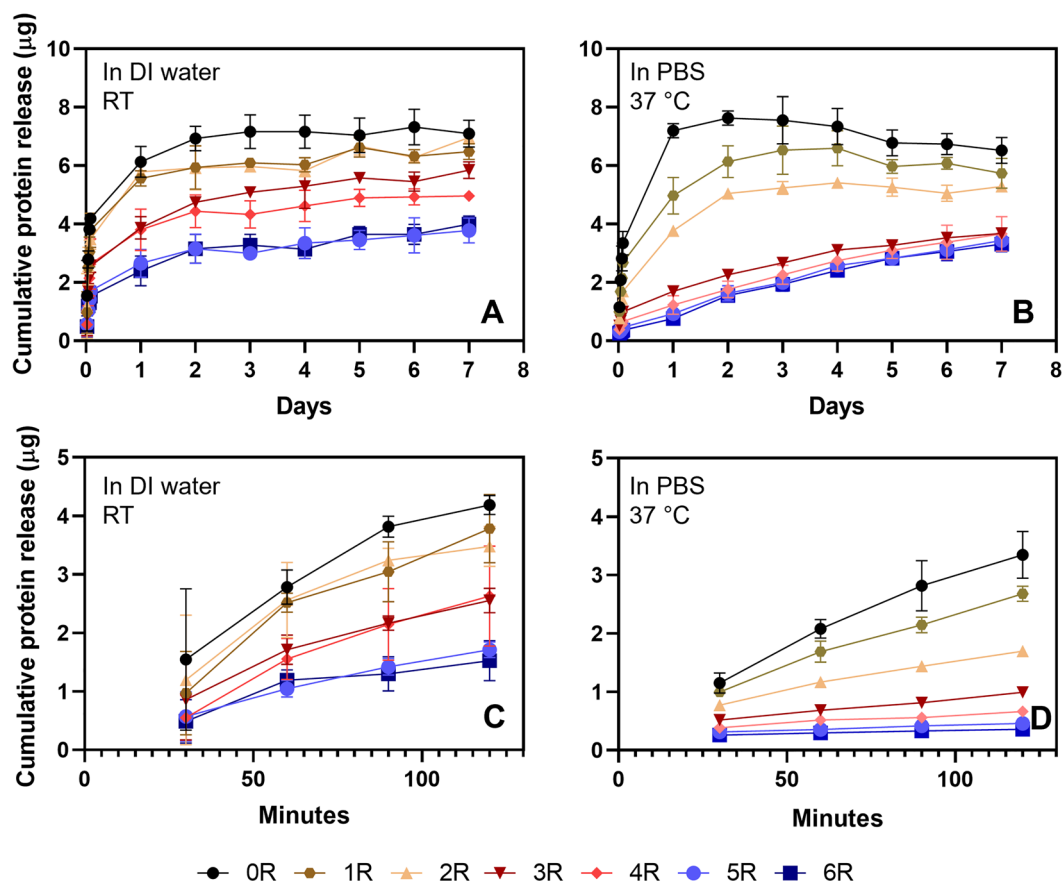 Cumulative protein release (μg)
10
8
6
4
2
0
In DI water
RT
A
0 1 2 3 4 5 6 7 8
Days
10
8
6
4
2
0
In PBS
37 °C
B
0 1 2 3 4 5 6 7 8
Days
Cumulative protein release (μg)
5
4
3
2
1
0
In DI water
RT
C
0 50 100
Minutes
5
4
3
2
1
0
In PBS
37 °C
D
0 50 100
Minutes
0R 1R 2R 3R 4R 5R 6R